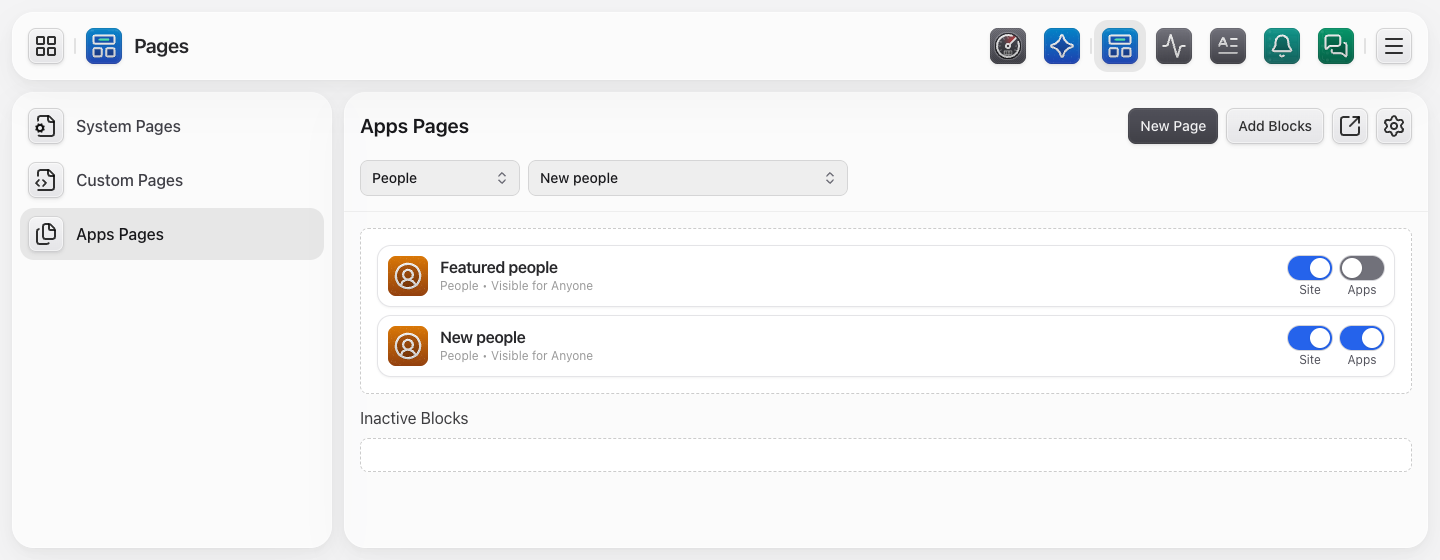 Pages
System Pages
Custom Pages
Apps Pages
Apps Pages
New Page
Add Blocks
People
New people
Featured people
People • Visible for Anyone
Site
Apps
New people
People • Visible for Anyone
Site
Apps
Inactive Blocks